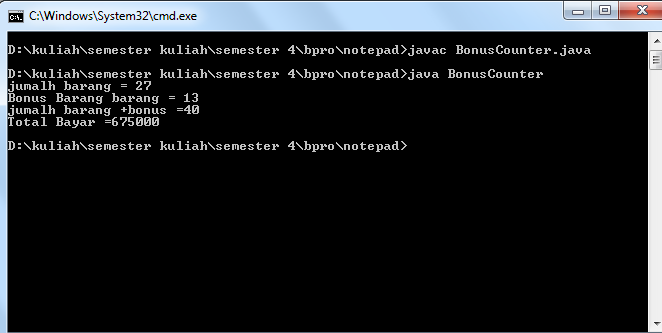 C:\Windows\System32\cmd.exe
D:\kuliah\semester kuliah\semester 4\bpro\notepad>javac BonusCounter.java
D:\kuliah\semester kuliah\semester 4\bpro\notepad>java BonusCounter
jumalh barang = 27
Bonus Barang barang = 13
jumalh barang +bonus =40
Total Bayar =675000
D:\kuliah\semester kuliah\semester 4\bpro\notepad>